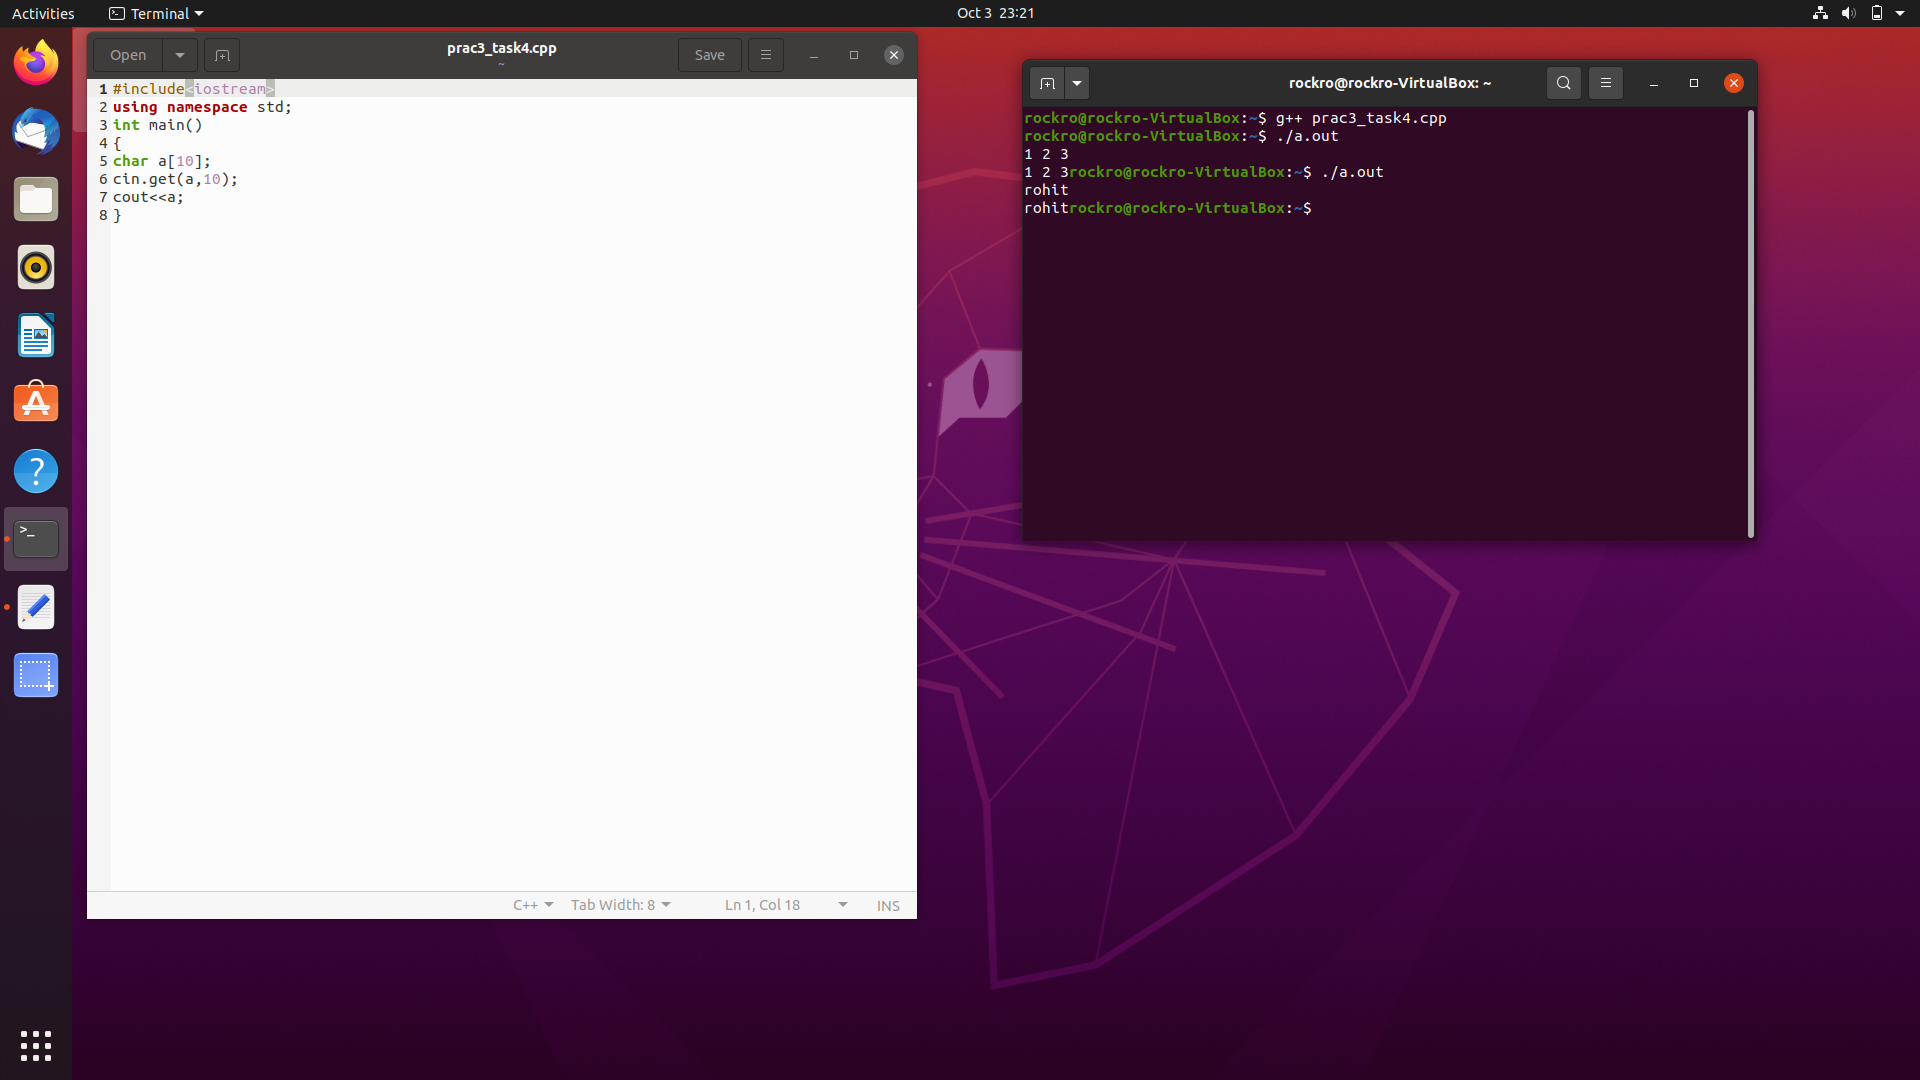 Activities
Terminal
Oct 3 23:21
Open
prac3_task4.cpp
~
Save
1 #include<iostream>
2 using namespace std;
3 int main()
4 {
5 char a[10];
6 cin.get(a,10);
7 cout<<a;
8 }
C++
Tab Width: 8
Ln 1, Col 18
INS
rockro@rockro-VirtualBox: ~
rockro@rockro-VirtualBox:~$ g++ prac3_task4.cpp
rockro@rockro-VirtualBox:~$ ./a.out
1 2 3
1 2 3rockro@rockro-VirtualBox:~$ ./a.out
rohit
rohitrockro@rockro-VirtualBox:~$